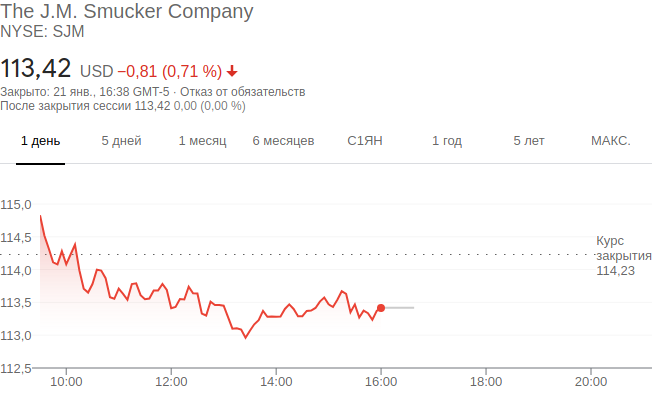 The J.M. Smucker Company
NYSE: SJM
113,42 USD −0,81 (0,71 %)
Закрыто: 21 янв., 16:38 GMT-5 · Отказ от обязательств
После закрытия сессии 113,42 0,00 (0,00 %)
1 день 5 дней 1 месяц 6 месяцев С1ЯН 1 год 5 лет МАКС.
115,0
114,5
114,0
113,5
113,0
112,5
Курс
закрытия
114,23
10:00 12:00 14:00 16:00 18:00 20:00